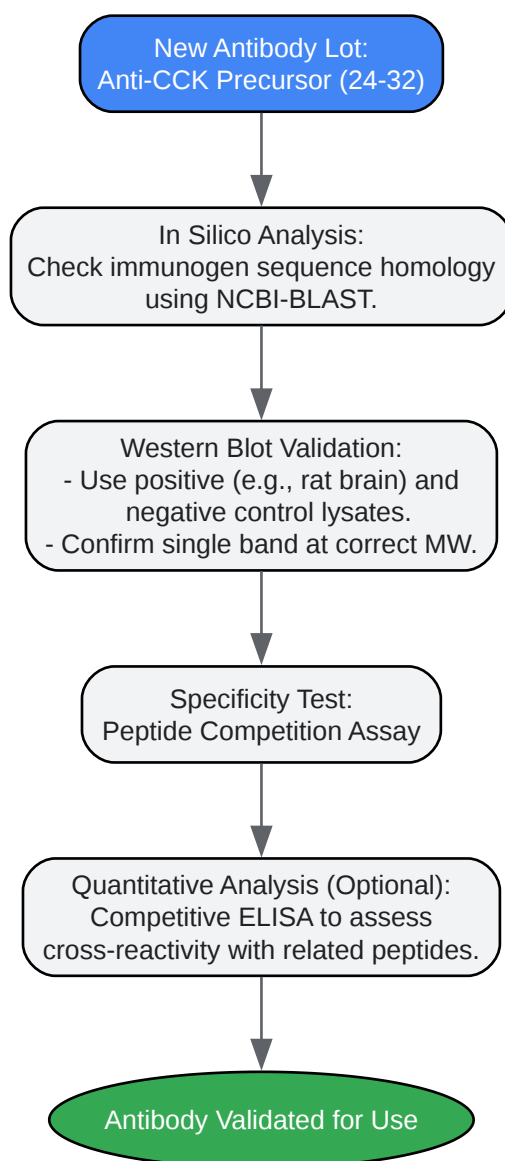 New Antibody Lot:
Anti-CCK Precursor (24-32)
In Silico Analysis:
Check immunogen sequence homology
using NCBI-BLAST.
Western Blot Validation:
- Use positive (e.g., rat brain) and
negative control lysates.
- Confirm single band at correct MW.
Specificity Test:
Peptide Competition Assay
Quantitative Analysis (Optional):
Competitive ELISA to assess
cross-reactivity with related peptides.
Antibody Validated for Use